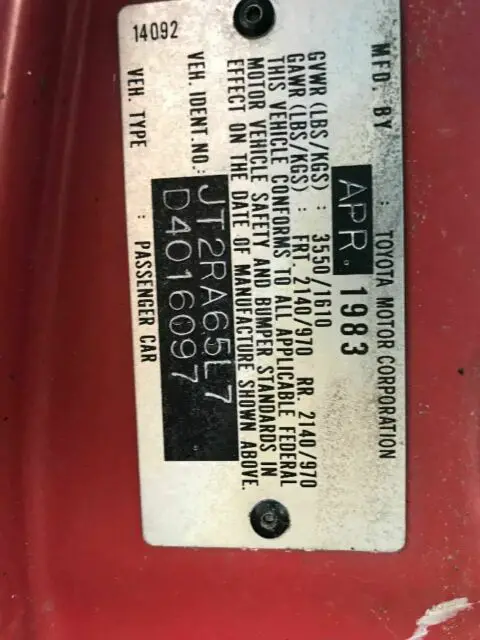 MFD. BY : TOYOTA MOTOR CORPORATION
APR. 1983
GVWR (LBS/KGS) : 3550/1610
GAWR (LBS/KGS) : FRT. 2140/970 RR. 2140/970
THIS VEHICLE CONFORMS TO ALL APPLICABLE FEDERAL
MOTOR VEHICLE SAFETY AND BUMPER STANDARDS IN
EFFECT ON THE DATE OF MANUFACTURE SHOWN ABOVE.
VEH. IDENT.NO.: JT2RA65L7
D4016097
VEH. TYPE : PASSENGER CAR
14092